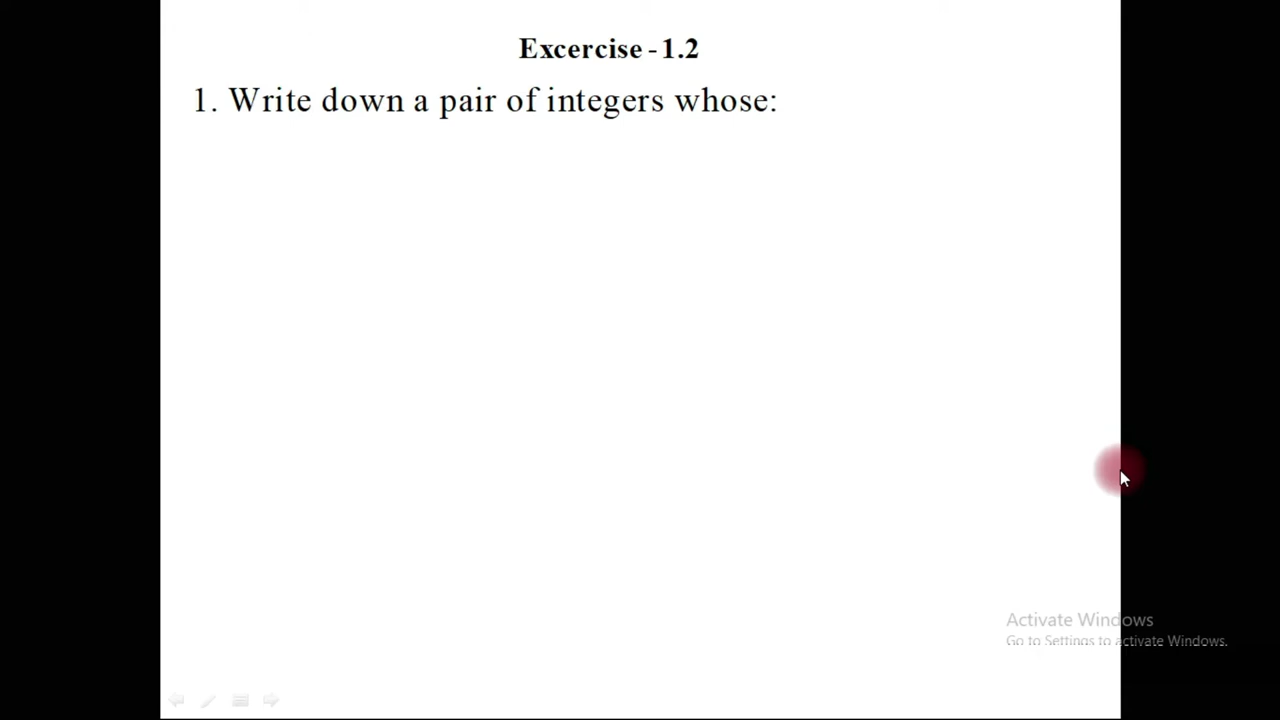 Excercise - 1.2
1. Write down a pair of integers whose:
Activate Windows
Go to Settings to activate Windows.